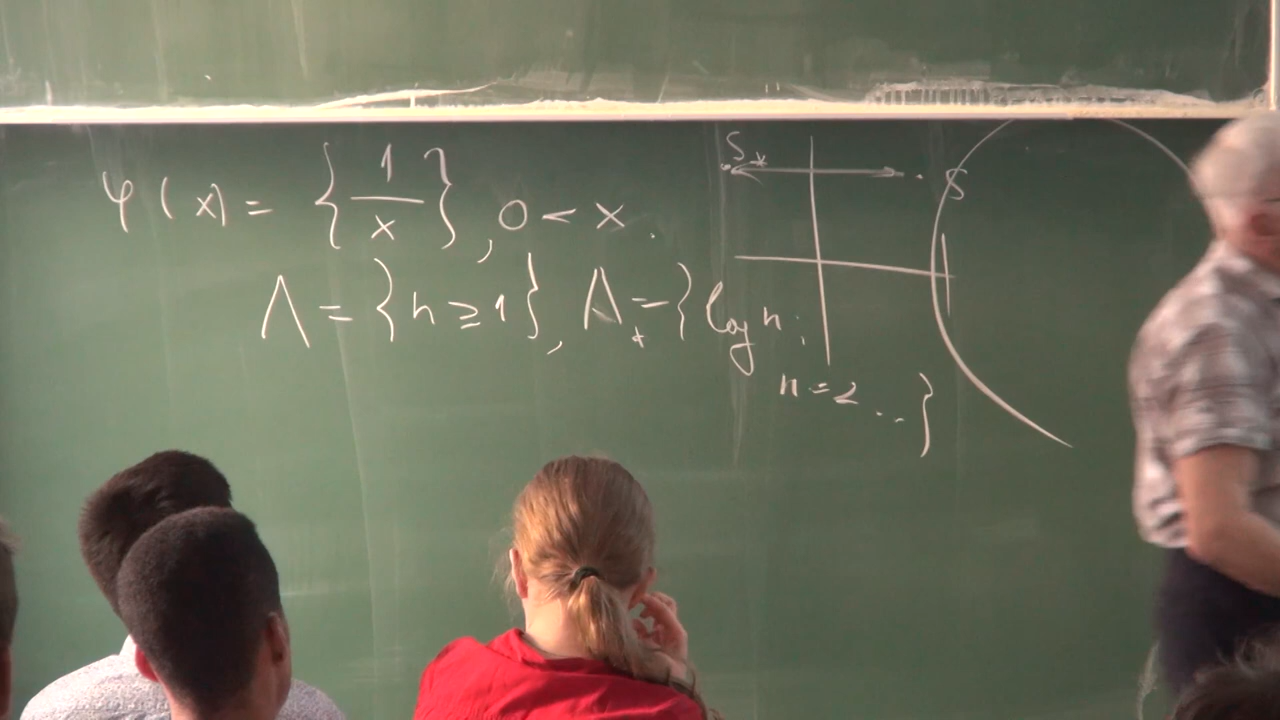 φ(x) = {1/x}, 0 < x.
Λ = {n ≥ 1}, Λ* = {log n;
n = 2...}
S*
S